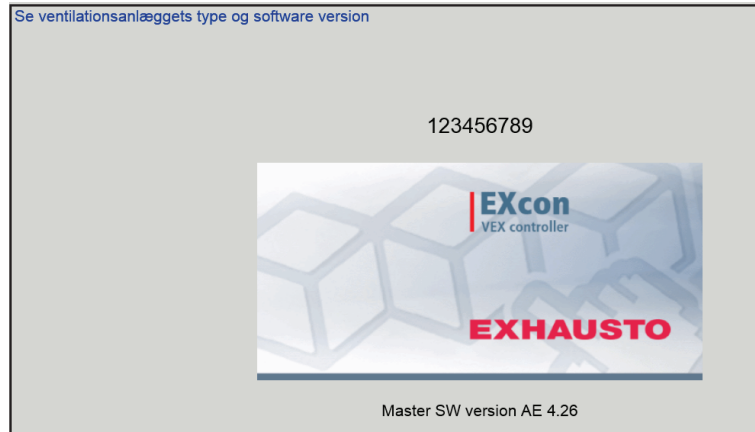 Se ventilationsanlæggets type og software version
123456789
EXcon
VEX controller
EXHAUSTO
Master SW version AE 4.26